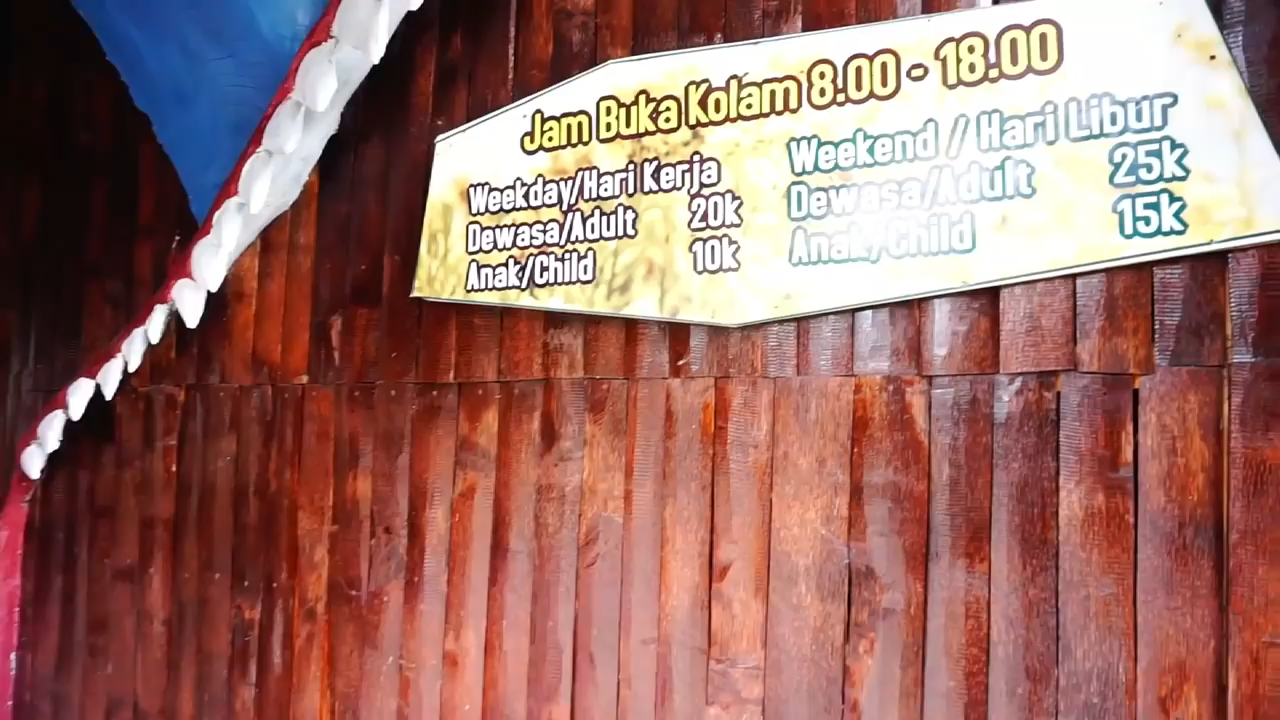 Jam Buka Kolam 8.00 - 18.00
Weekday/Hari Kerja
Dewasa/Adult 20k
Anak/Child 10k
Weekend / Hari Libur
Dewasa/Adult 25k
Anak/Child 15k